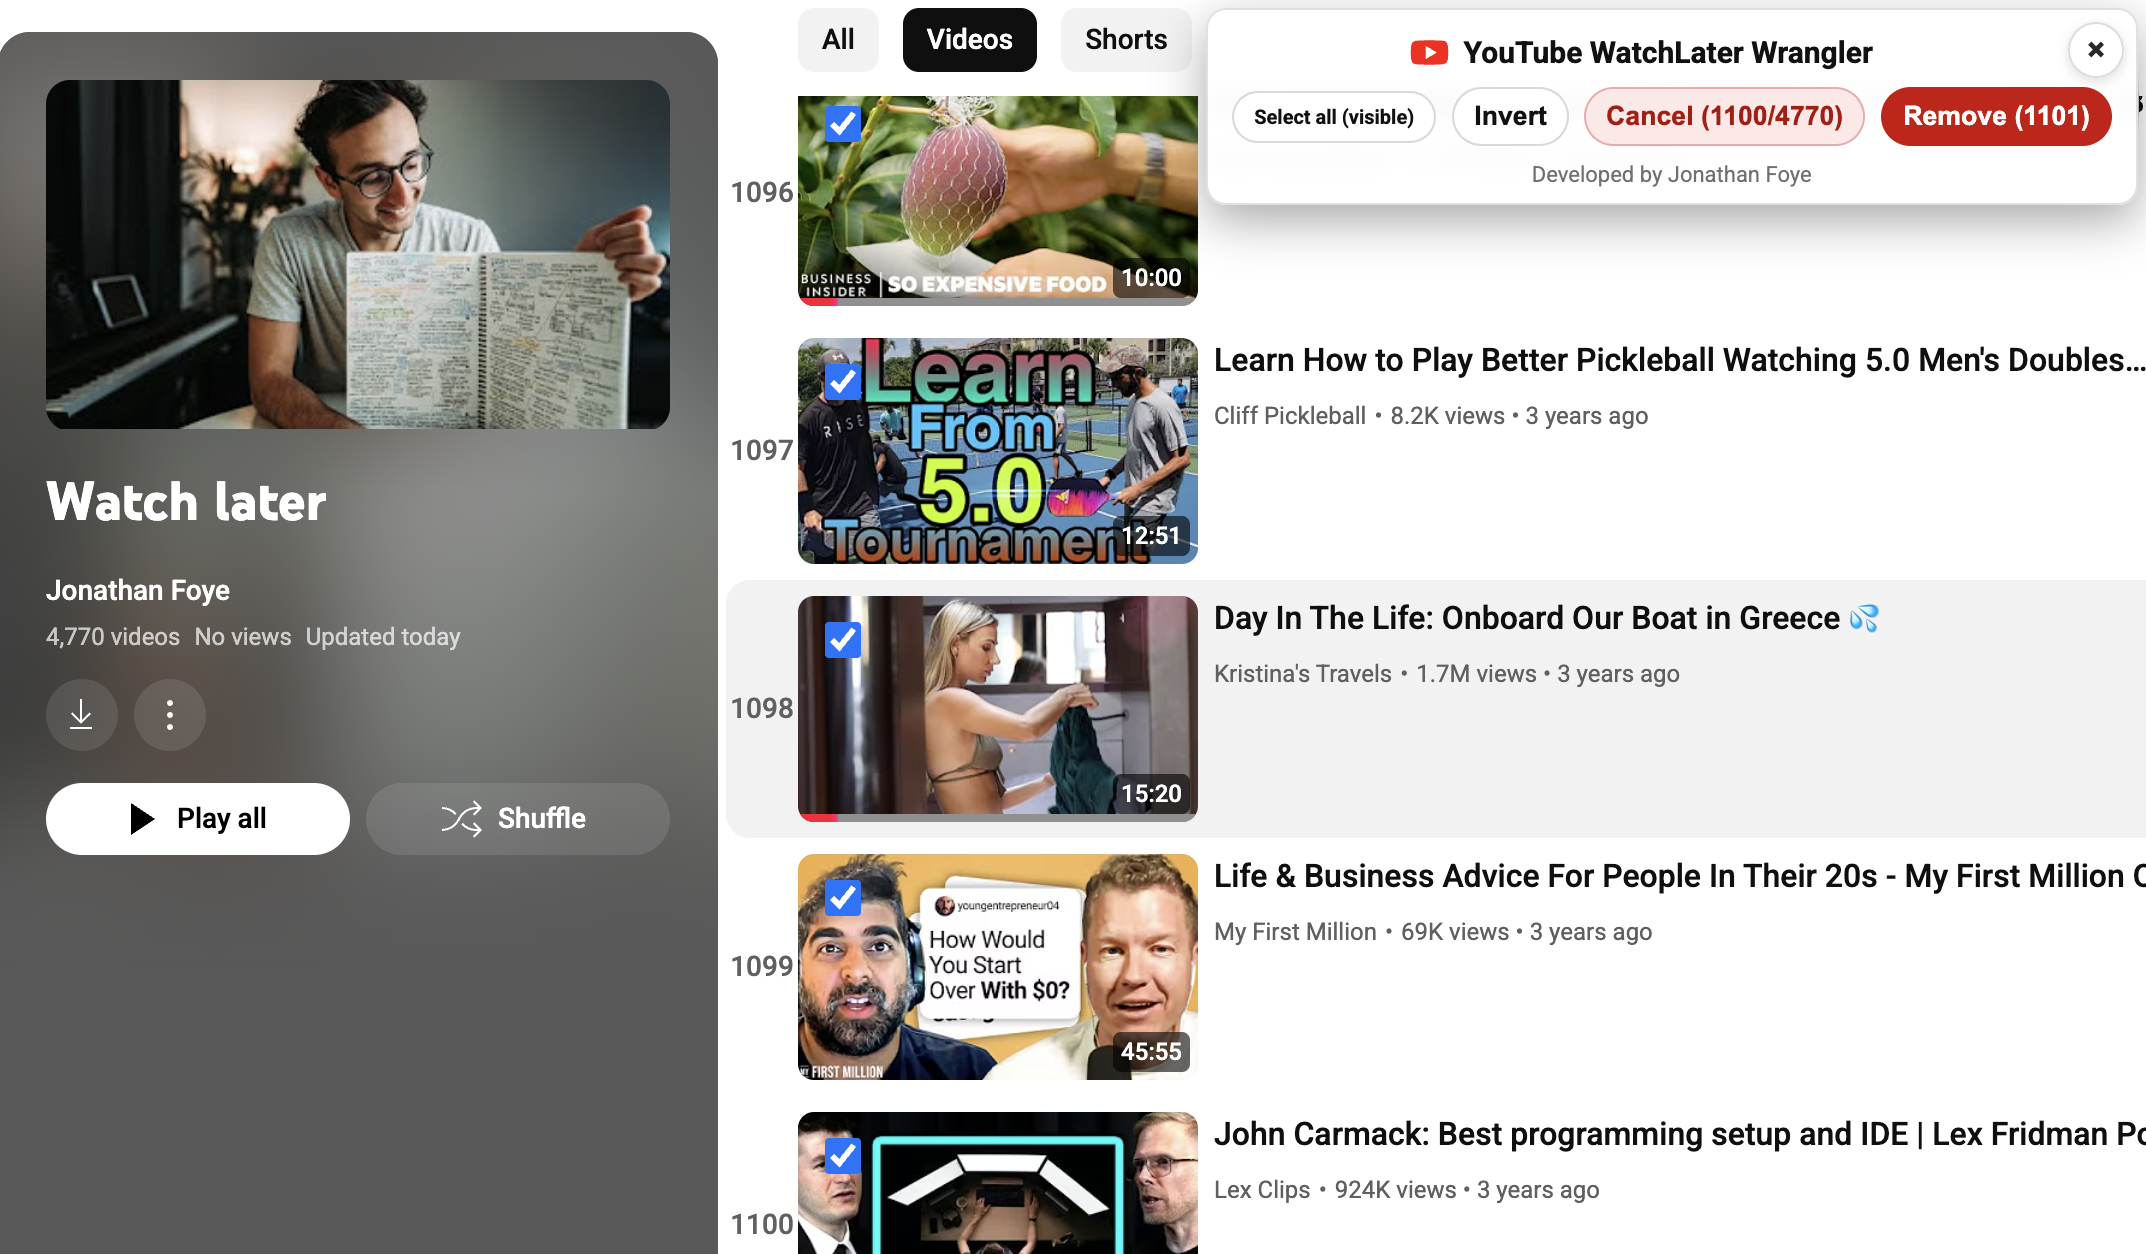 Watch later
Jonathan Foye
4,770 videos No views Updated today
Play all
Shuffle
All
Videos
Shorts
YouTube WatchLater Wrangler
Select all (visible)
Invert
Cancel (1100/4770)
Remove (1101)
Developed by Jonathan Foye
1096
BUSINESS
INSIDER
SO EXPENSIVE FOOD
10:00
1097
RISE
Learn
From
5.0
Tournament
12:51
Learn How to Play Better Pickleball Watching 5.0 Men's Doubles...
Cliff Pickleball • 8.2K views • 3 years ago
1098
15:20
Day In The Life: Onboard Our Boat in Greece 💦
Kristina's Travels • 1.7M views • 3 years ago
1099
youngentrepreneur04
How Would
You Start
Over With $0?
MY FIRST MILLION
45:55
Life & Business Advice For People In Their 20s - My First Million
My First Million • 69K views • 3 years ago
1100
John Carmack: Best programming setup and IDE | Lex Fridman
Lex Clips • 924K views • 3 years ago